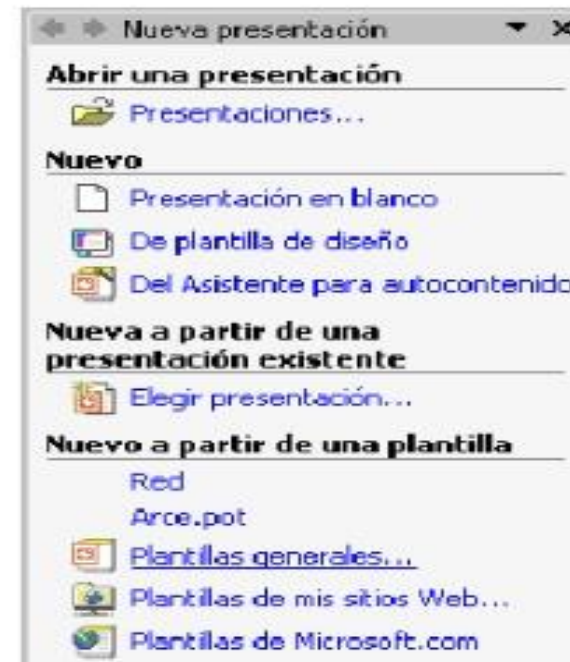 Nueva presentación
Abrir una presentación
Presentaciones...
Nuevo
Presentación en blanco
De plantilla de diseño
Del Asistente para autocontenido
Nueva a partir de una
presentación existente
Elegir presentación...
Nuevo a partir de una plantilla
Red
Arce.pot
Plantillas generales...
Plantillas de mis sitios Web...
Plantillas de Microsoft.com